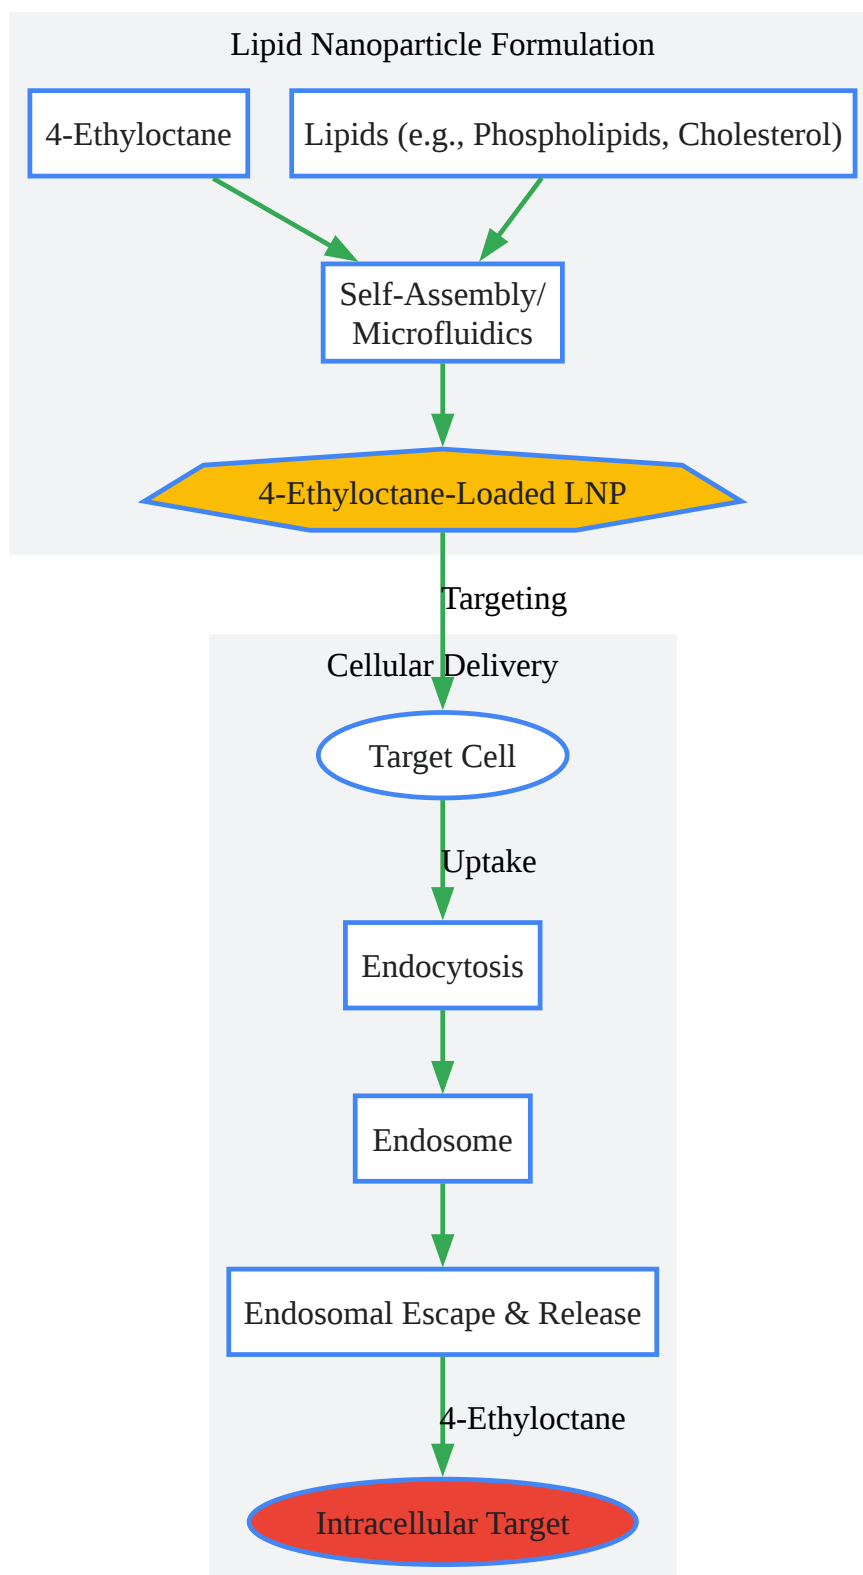 Lipid Nanoparticle Formulation
4-Ethyloctane
Lipids (e.g., Phospholipids, Cholesterol)
Self-Assembly/
Microfluidics
4-Ethyloctane-Loaded LNP
Targeting
Cellular Delivery
Target Cell
Uptake
Endocytosis
Endosome
Endosomal Escape & Release
4-Ethyloctane
Intracellular Target